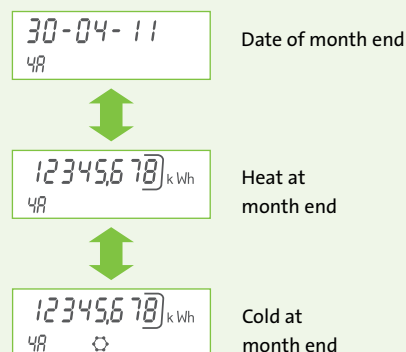 30-04-11
Date of month end
4A
12345,678 kWh
Heat at
month end
4A
12345,678 kWh
Cold at
month end
4A